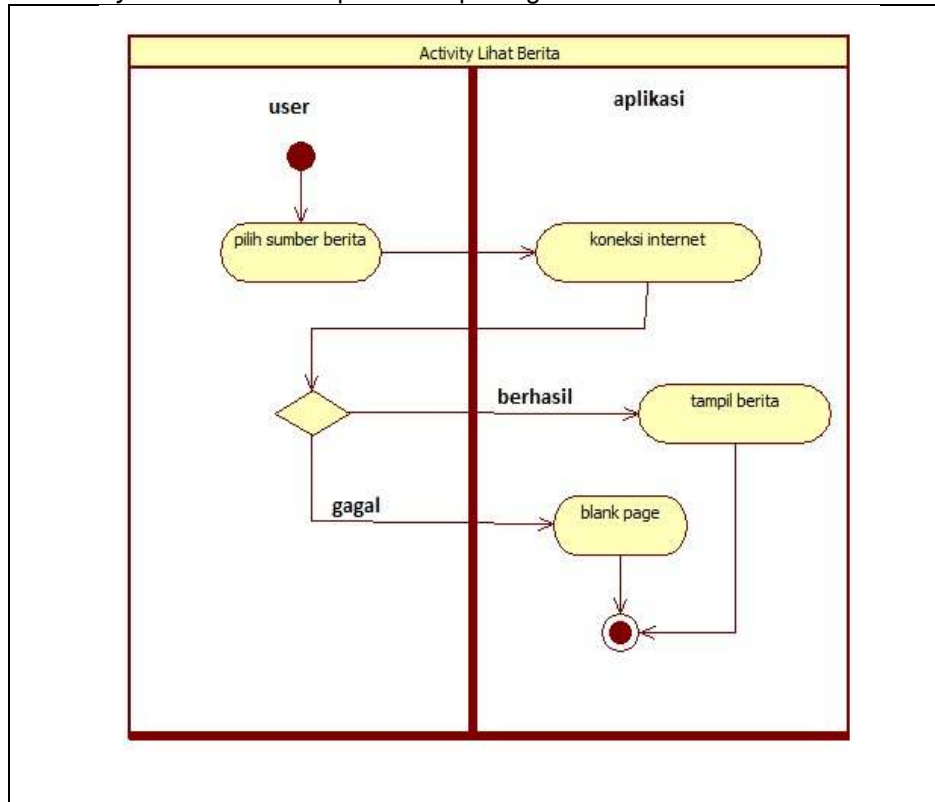 Activity Lihat Berita
user
aplikasi
pilih sumber berita
koneksi internet
berhasil
tampil berita
gagal
blank page